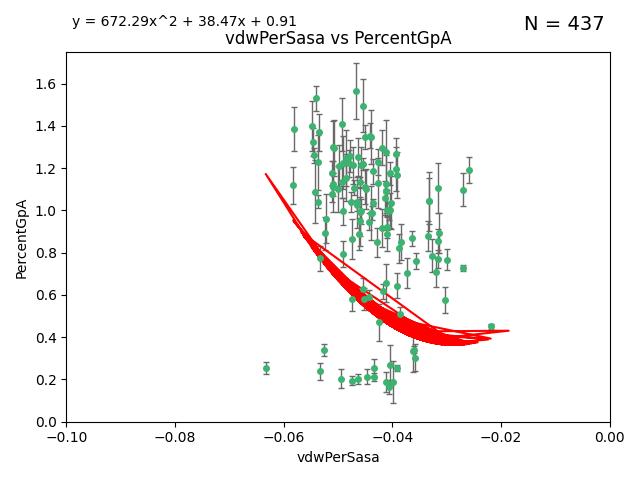 y = 672.29x^2 + 38.47x + 0.91
N = 437
vdwPerSasa vs PercentGpA
PercentGpA
1.6
1.4
1.2
1.0
0.8
0.6
0.4
0.2
0.0
−0.10 −0.08 −0.06 −0.04 −0.02 0.00
vdwPerSasa